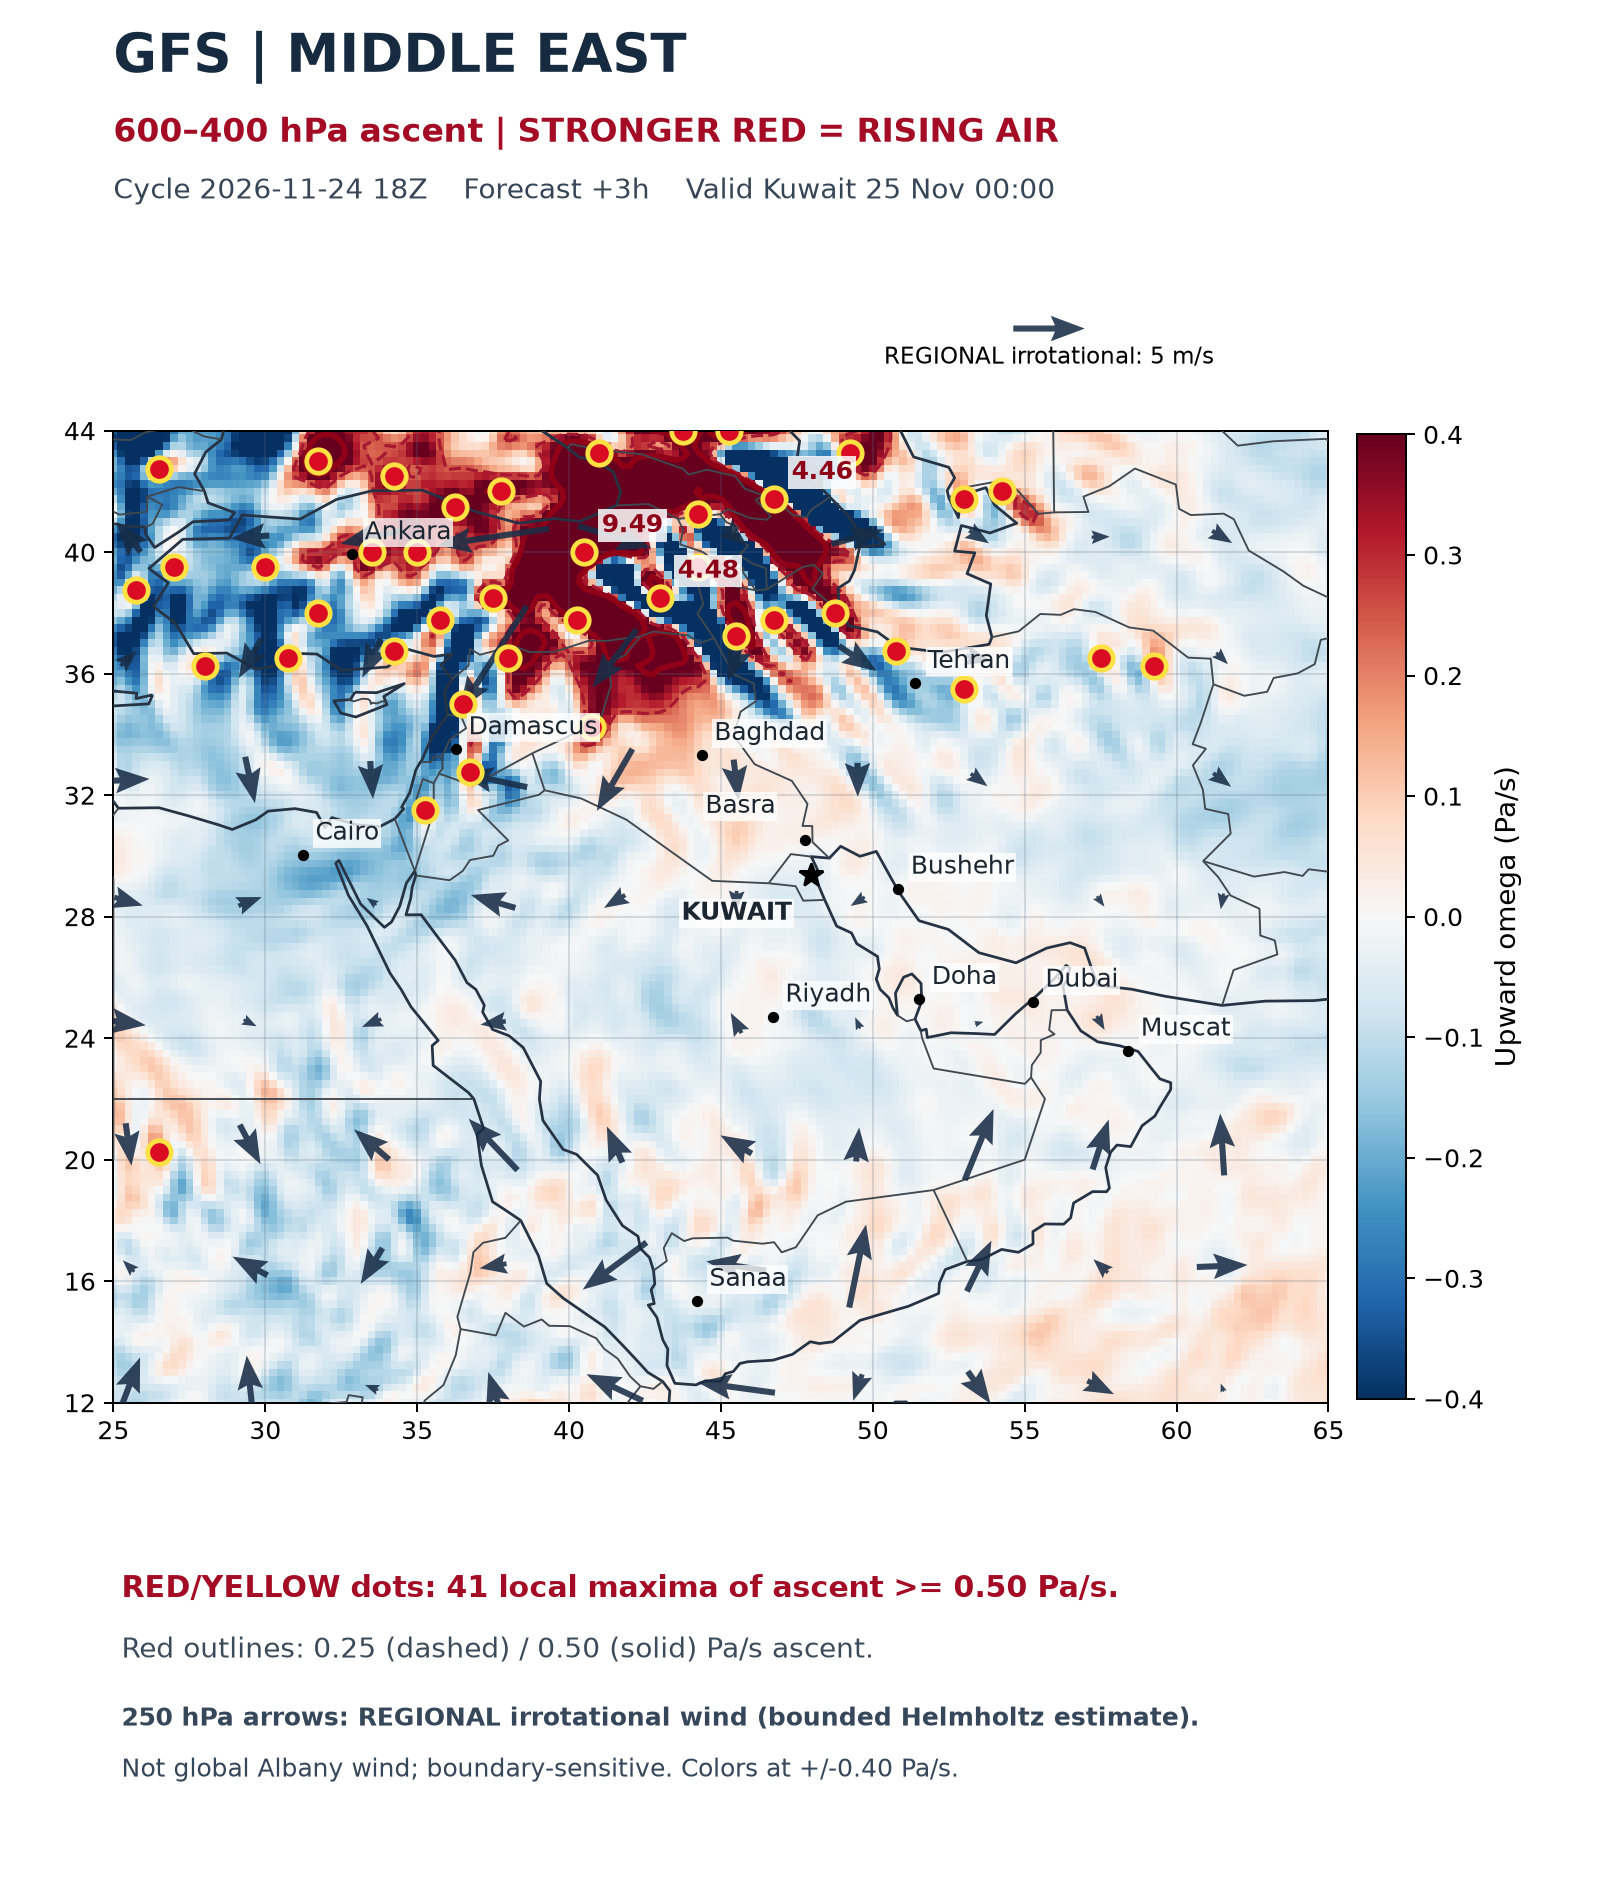 GFS | MIDDLE EAST
600–400 hPa ascent | STRONGER RED = RISING AIR
Cycle 2026-11-24 18Z Forecast +3h Valid Kuwait 25 Nov 00:00
REGIONAL irrotational: 5 m/s
44
40
36
32
28
24
20
16
12
25
30
35
40
45
50
55
60
65
4.46
9.49
Ankara
4.48
Tehran
Damascus
Baghdad
Basra
Cairo
Bushehr
KUWAIT
Doha
Dubai
Riyadh
Muscat
Sanaa
0.4
0.3
0.2
0.1
0.0
−0.1
−0.2
−0.3
−0.4
Upward omega (Pa/s)
RED/YELLOW dots: 41 local maxima of ascent >= 0.50 Pa/s.
Red outlines: 0.25 (dashed) / 0.50 (solid) Pa/s ascent.
250 hPa arrows: REGIONAL irrotational wind (bounded Helmholtz estimate).
Not global Albany wind; boundary-sensitive. Colors at +/-0.40 Pa/s.